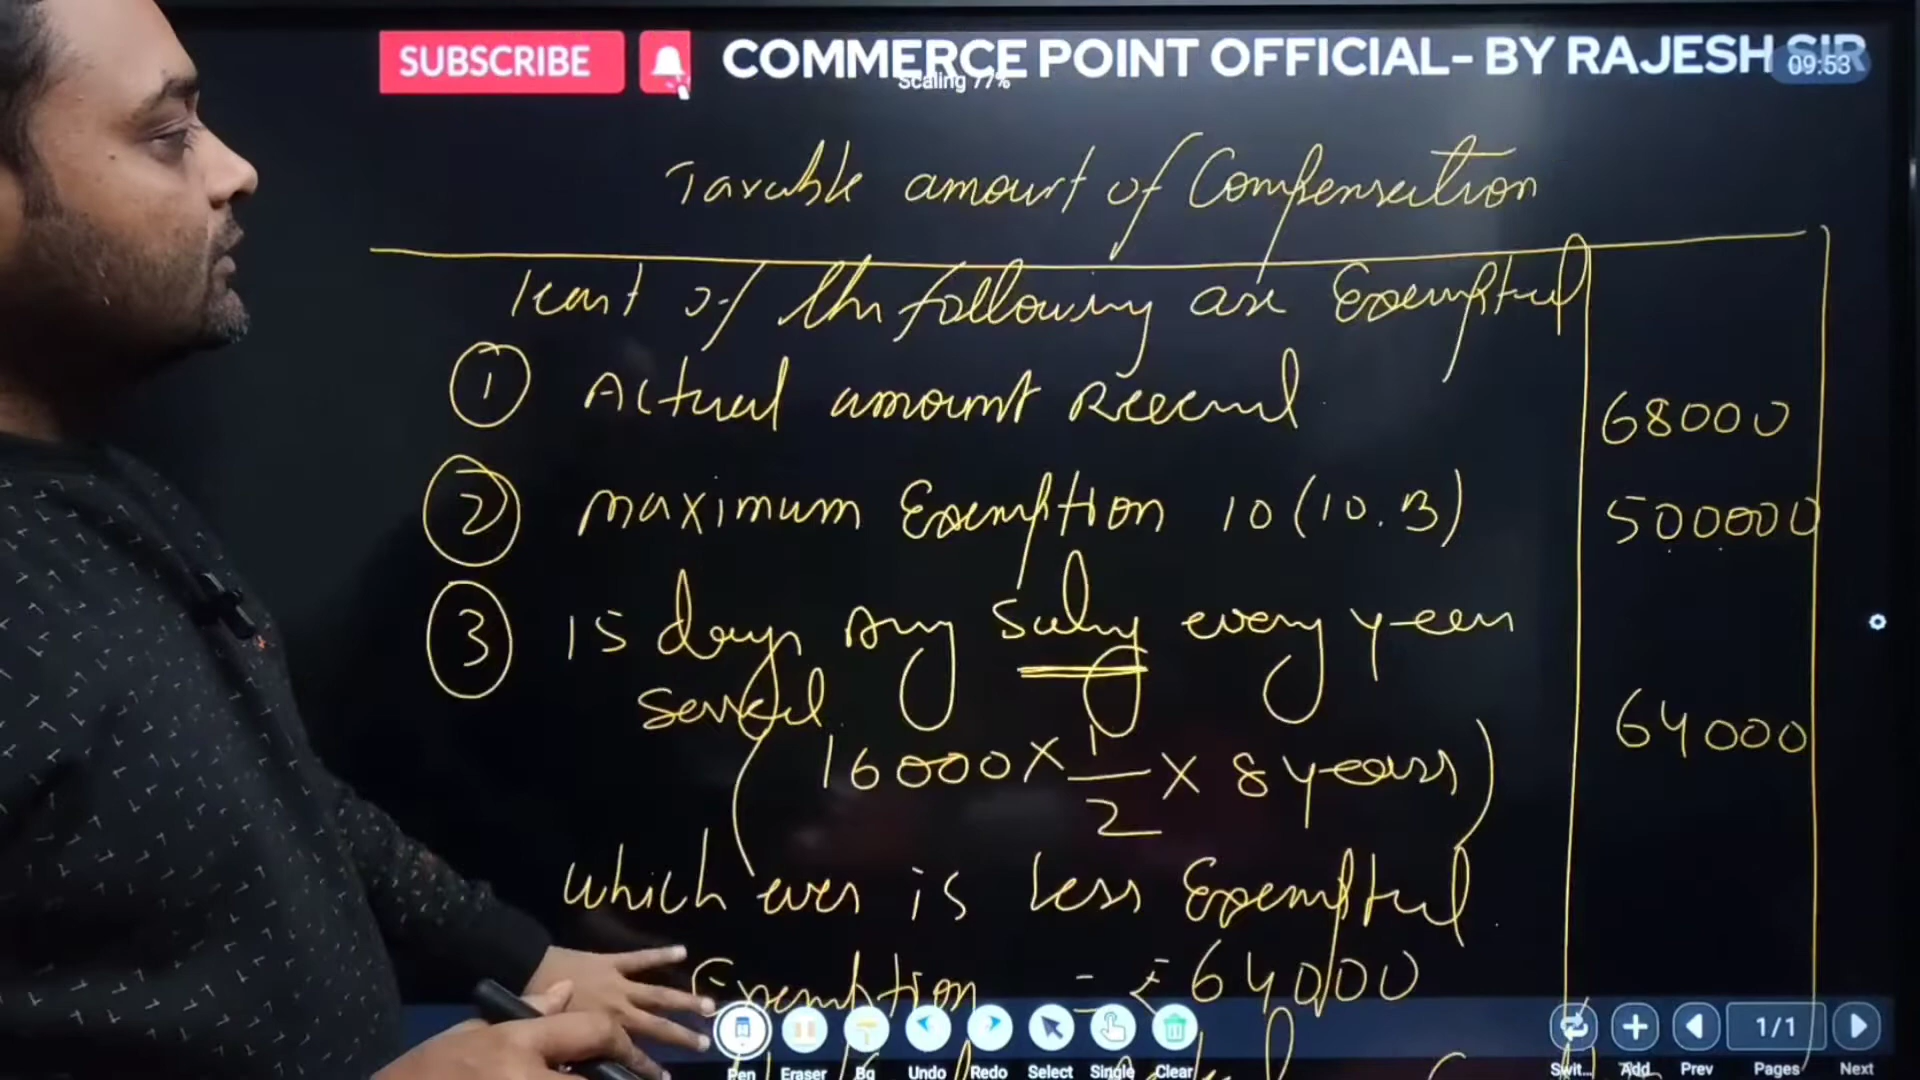 SUBSCRIBE COMMERCE POINT OFFICIAL- BY RAJESH SIR
09:53
Scaling 77%
Taxable amount of Compensation
least of the following are Exempted
① Actual amount Received 68000
② maximum Exemption 10 (10.B) 500000
③ 15 days Avg Salary every year
served 64000
(16000 × 1/2 × 8 years)
which ever is less Exempted
Exemption = ₹ 64000
1/1
Pen Eraser Bg Undo Redo Select Single Clear Swit... Add Prev Pages Next